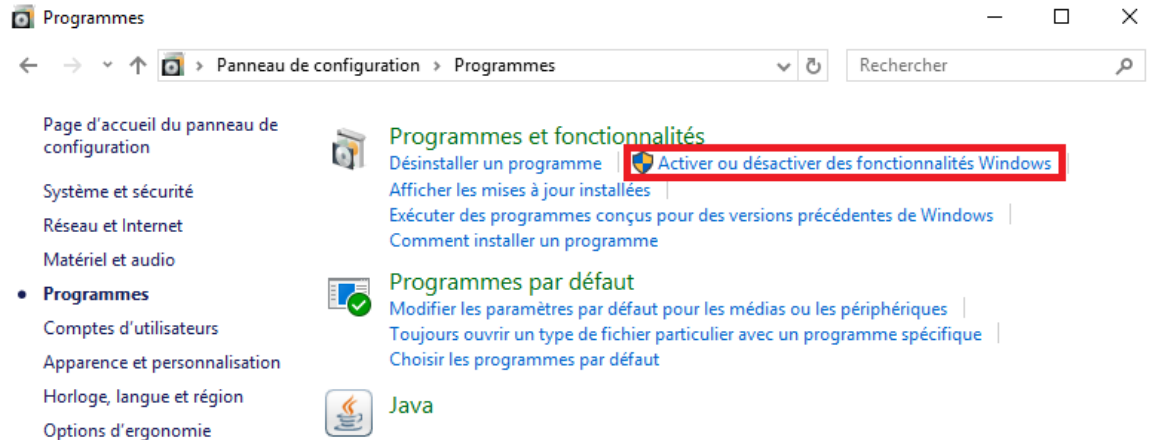 Programmes
Panneau de configuration > Programmes
Rechercher
Page d'accueil du panneau de
configuration
Système et sécurité
Réseau et Internet
Matériel et audio
Programmes
Comptes d'utilisateurs
Apparence et personnalisation
Horloge, langue et région
Options d'ergonomie
Programmes et fonctionnalités
Désinstaller un programme
Activer ou désactiver des fonctionnalités Windows
Afficher les mises à jour installées
Exécuter des programmes conçus pour des versions précédentes de Windows
Comment installer un programme
Programmes par défaut
Modifier les paramètres par défaut pour les médias ou les périphériques
Toujours ouvrir un type de fichier particulier avec un programme spécifique
Choisir les programmes par défaut
Java